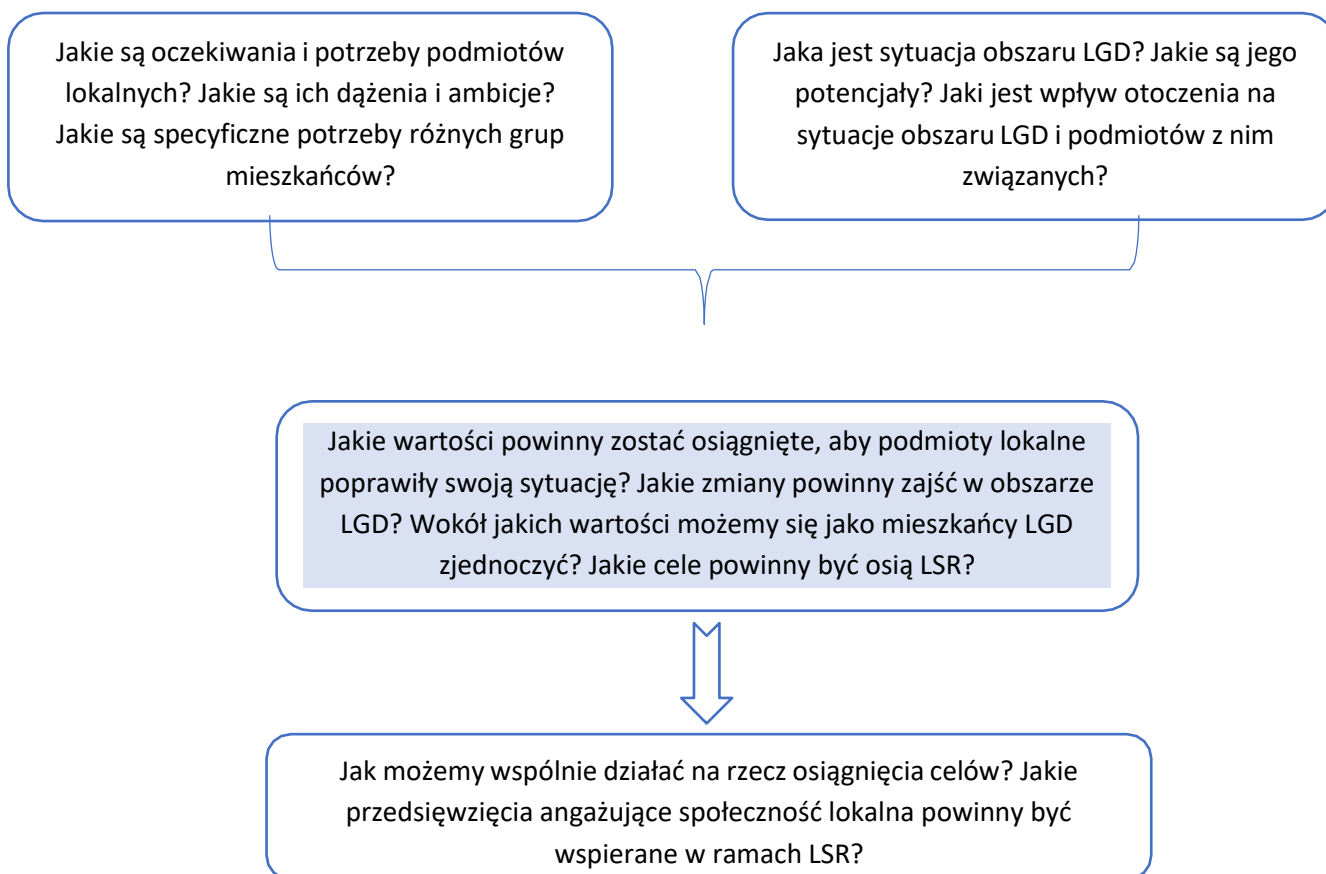 Jakie są oczekiwania i potrzeby podmiotów
lokalnych? Jakie są ich dążenia i ambicje?
Jakie są specyficzne potrzeby różnych grup
mieszkańców?
Jaka jest sytuacja obszaru LGD? Jakie są jego
potencjały? Jaki jest wpływ otoczenia na
sytuacje obszaru LGD i podmiotów z nim
związanych?
Jakie wartości powinny zostać osiągnięte, aby podmioty lokalne
poprawiły swoją sytuację? Jakie zmiany powinny zajść w obszarze
LGD? Wokół jakich wartości możemy się jako mieszkańcy LGD
zjednoczyć? Jakie cele powinny być osią LSR?
Jak możemy wspólnie działać na rzecz osiągnięcia celów? Jakie
przedsięwzięcia angażujące społeczność lokalna powinny być
wspierane w ramach LSR?